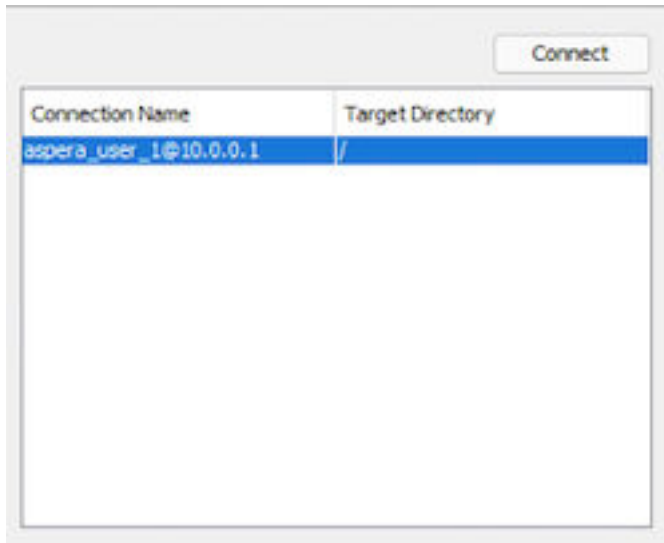 Connect
Connection Name Target Directory
aspera_user_1@10.0.0.1 /